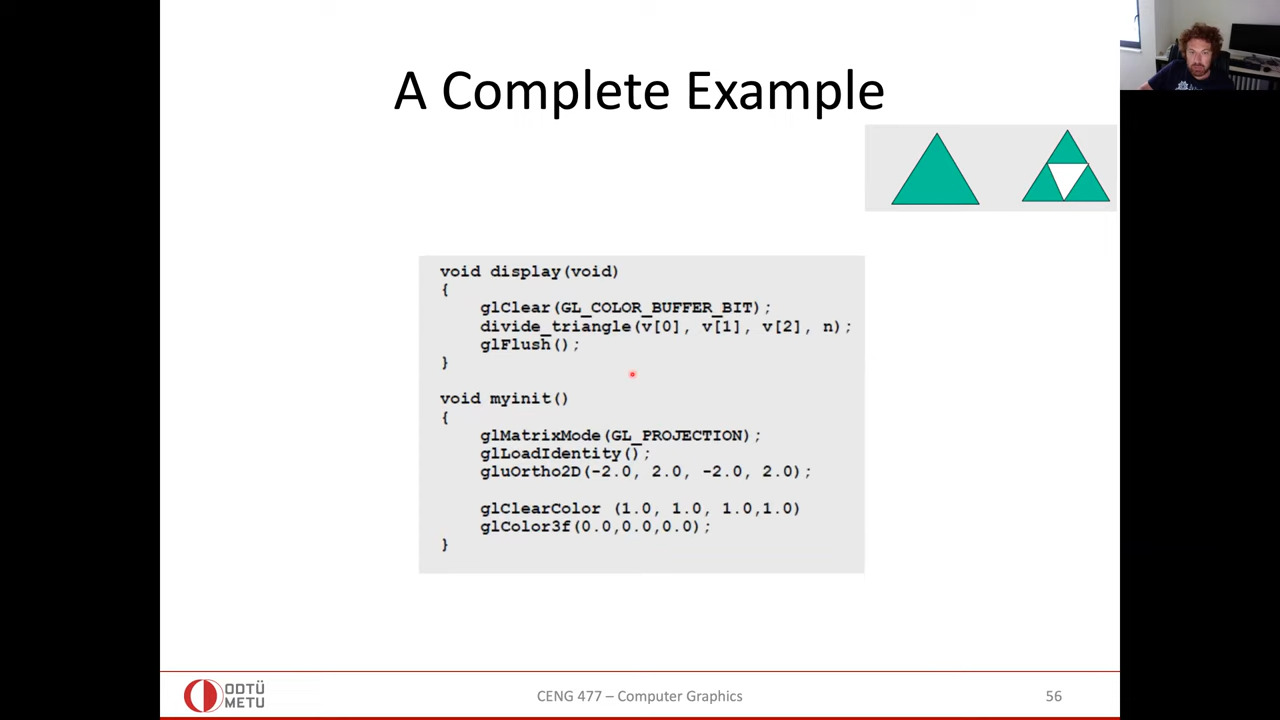 A Complete Example
void display(void)
{
glClear(GL_COLOR_BUFFER_BIT);
divide_triangle(v[0], v[1], v[2], n);
glFlush();
}
void myinit()
{
glMatrixMode(GL_PROJECTION);
glLoadIdentity();
gluOrtho2D(-2.0, 2.0, -2.0, 2.0);
glClearColor (1.0, 1.0, 1.0,1.0)
glColor3f(0.0,0.0,0.0);
}
ODTÜ
METU
CENG 477 – Computer Graphics
56